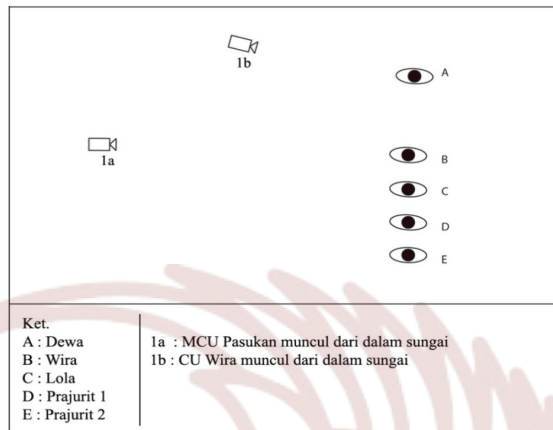 1b
A
1a
B
C
D
E
Ket.
A : Dewa
B : Wira
C : Lola
D : Prajurit 1
E : Prajurit 2
1a : MCU Pasukan muncul dari dalam sungai
1b : CU Wira muncul dari dalam sungai